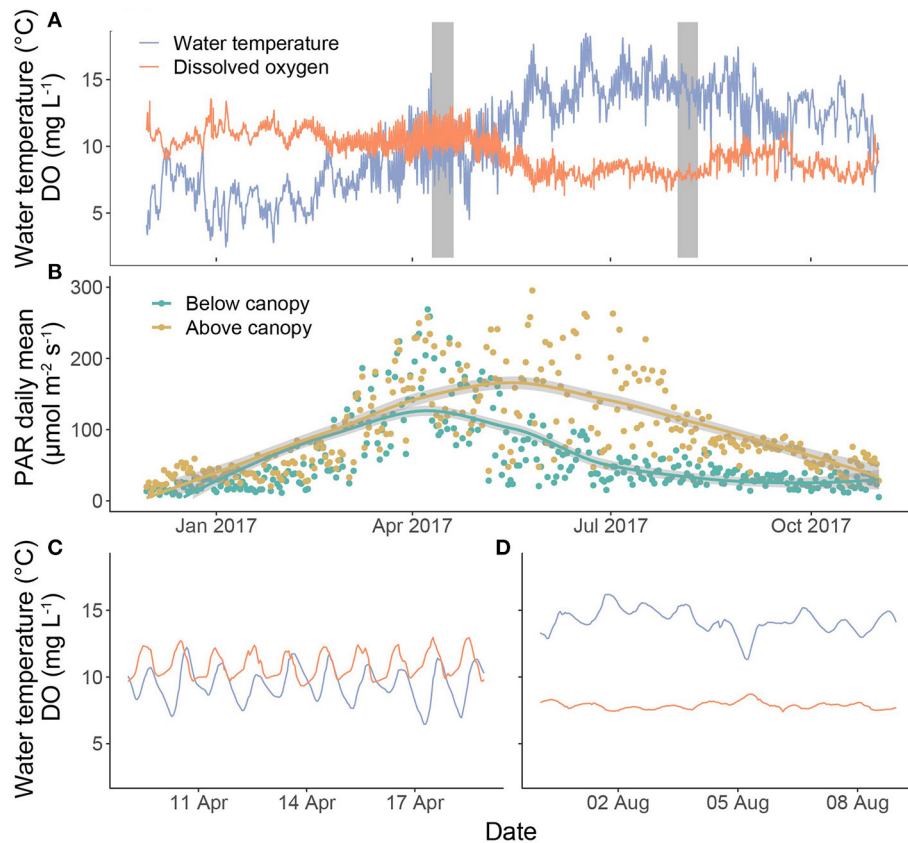 A
Water temperature (°C)
DO (mg L⁻¹)
Water temperature
Dissolved oxygen
15
10
5
B
PAR daily mean
(μmol m⁻² s⁻¹)
Below canopy
Above canopy
300
200
100
0
Jan 2017 Apr 2017 Jul 2017 Oct 2017
C
D
Water temperature (°C)
DO (mg L⁻¹)
15
10
5
11 Apr 14 Apr 17 Apr
02 Aug 05 Aug 08 Aug
Date